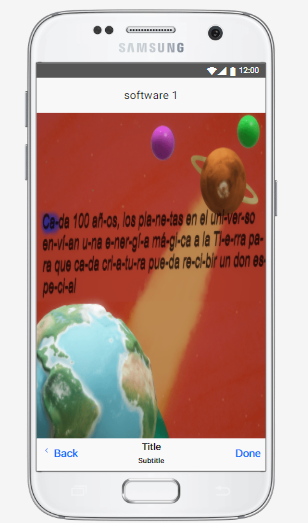 SAMSUNG
12:00
software 1
Ca-da 100 añ-os, los pla-ne-tas en el uni-ver-so
en-ví-an u-na e-ner-gí-a má-gi-ca a la Ti-e-rra pa-
ra que ca-da cri-a-tu-ra pue-da re-ci-bir un don es-
pe-ci-al
Title
Back
Done
Subtitle